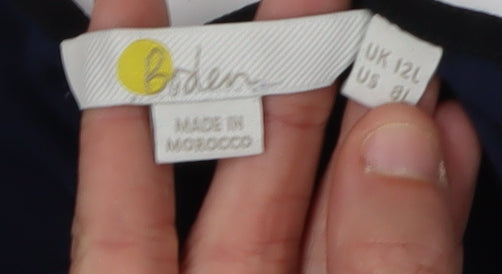 Boden
MADE IN
MOROCCO
UK 12L
US 8L